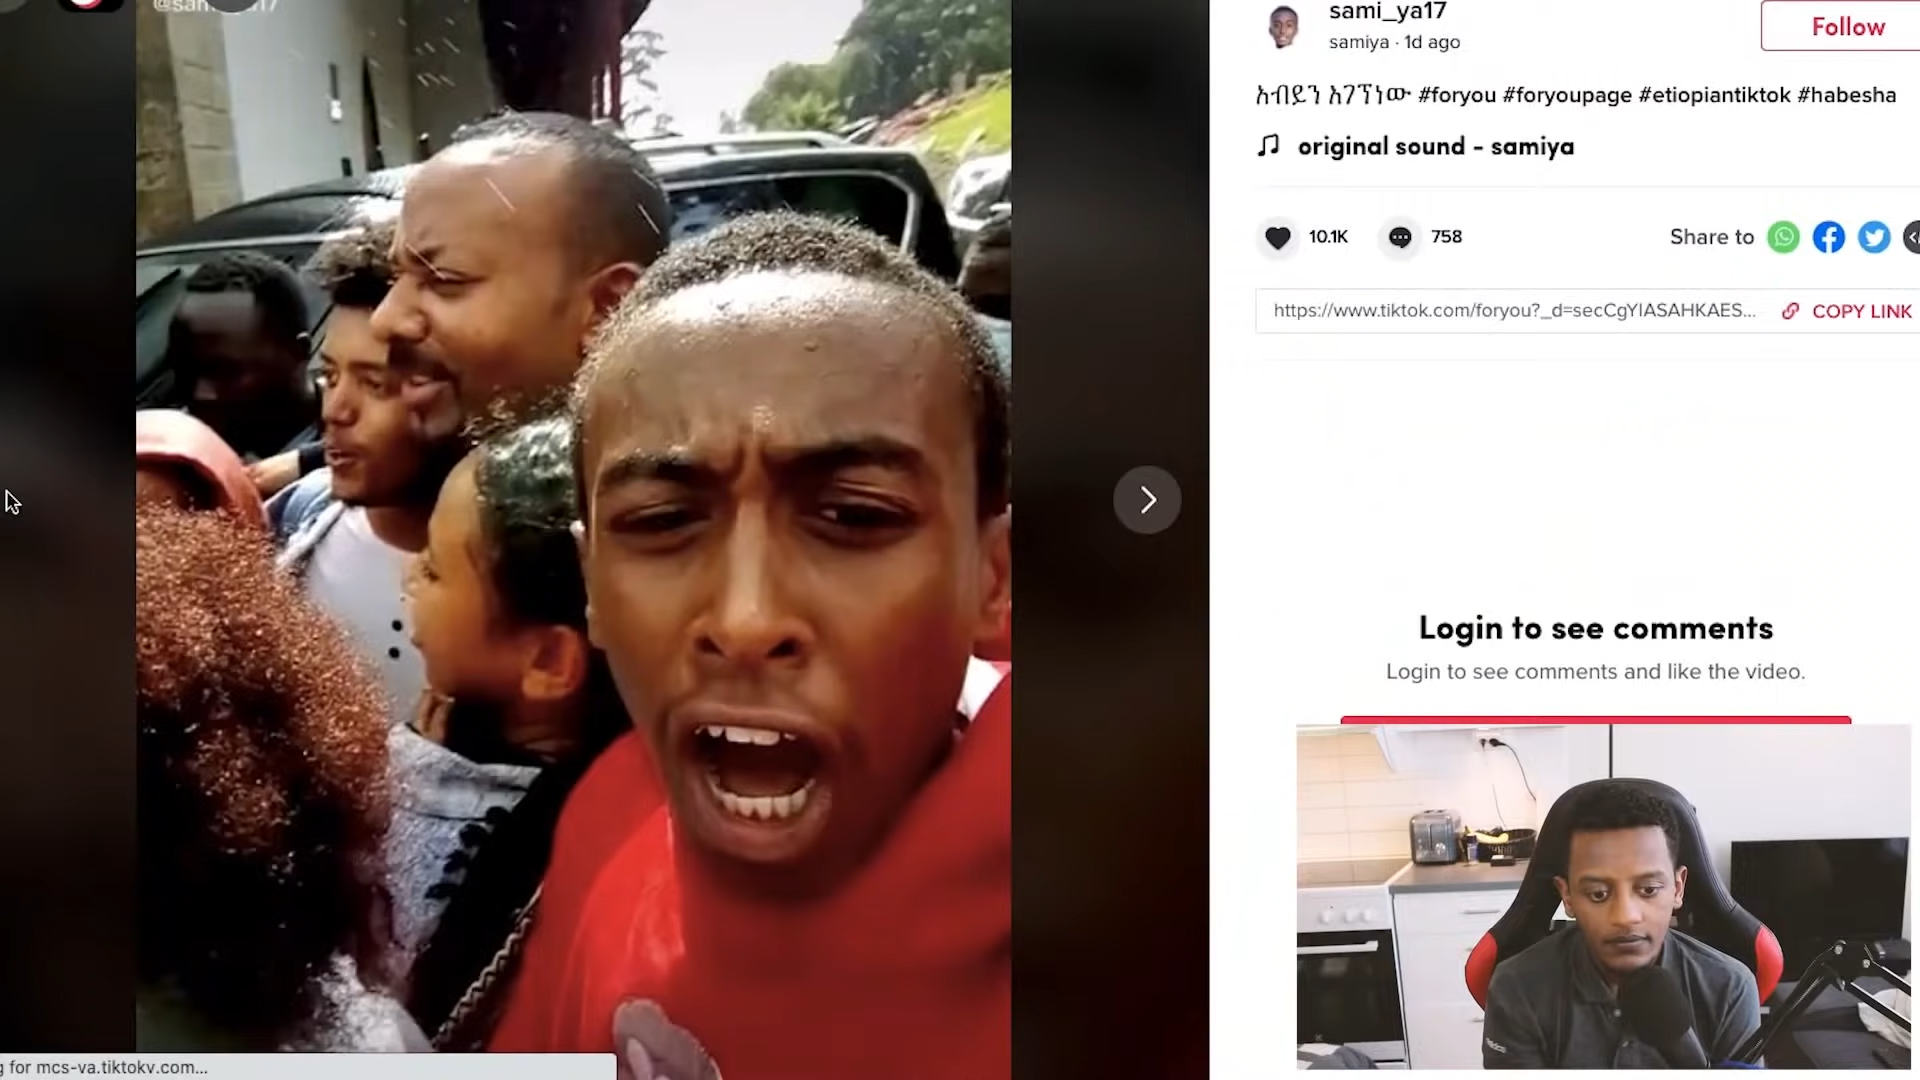 sami_ya17
samiya · 1d ago
Follow
አብይን አገኘነው #foryou #foryoupage #etiopiantiktok #habesha
original sound - samiya
10.1K
758
Share to
https://www.tiktok.com/foryou?_d=secCgYIASAHKAES...
COPY LINK
Login to see comments
Login to see comments and like the video.
g for mcs-va.tiktokv.com...